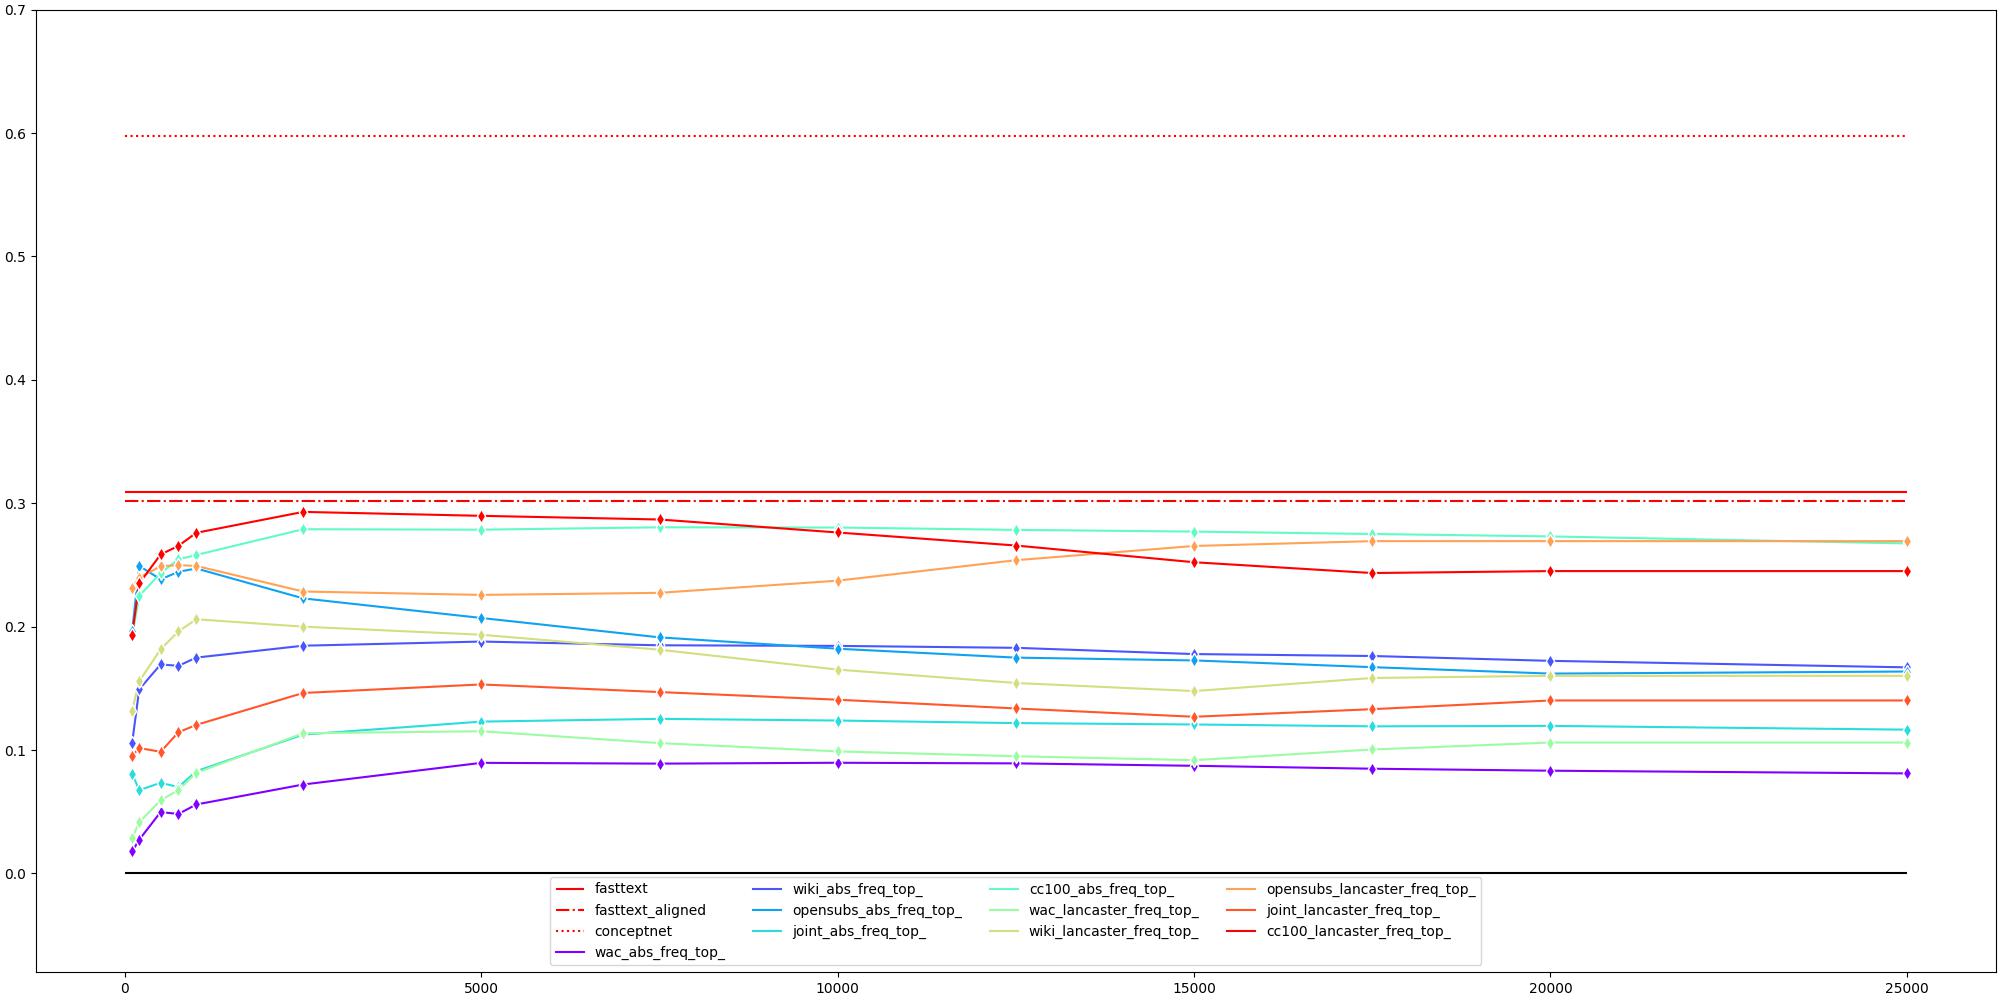 0.7
0.6
0.5
0.4
0.3
0.2
0.1
0.0
fasttext
fasttext_aligned
conceptnet
wac_abs_freq_top_
wiki_abs_freq_top_
opensubs_abs_freq_top_
joint_abs_freq_top_
cc100_abs_freq_top_
wac_lancaster_freq_top_
wiki_lancaster_freq_top_
opensubs_lancaster_freq_top_
joint_lancaster_freq_top_
cc100_lancaster_freq_top_
0 5000 10000 15000 20000 25000